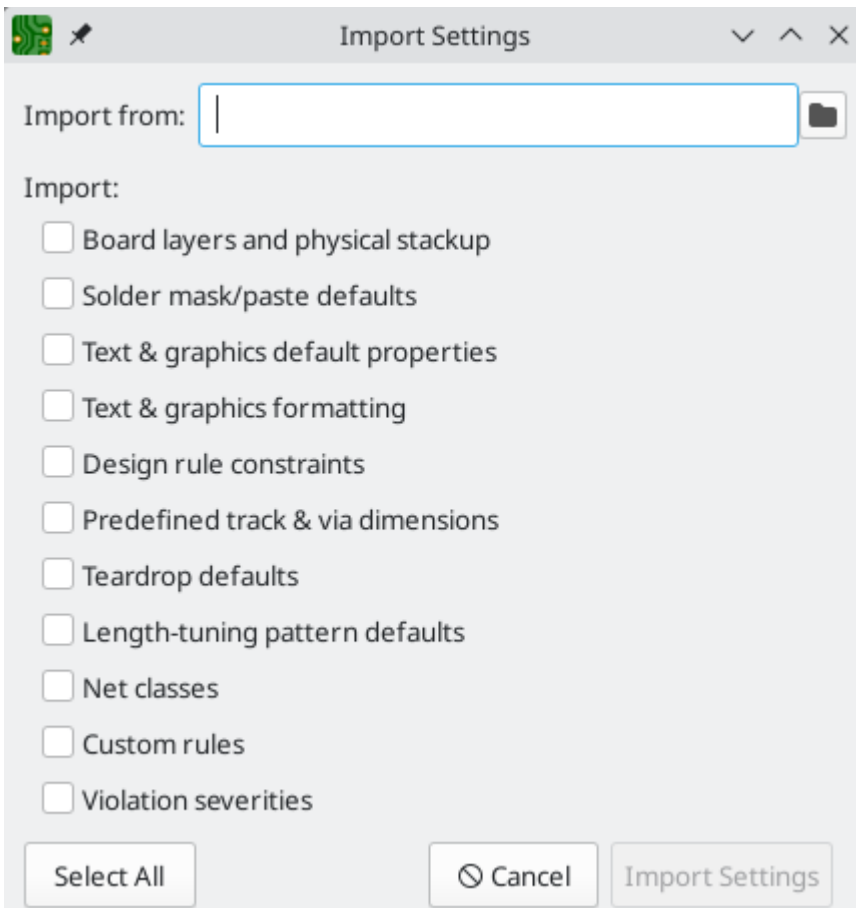 Import Settings
Import from:
Import:
Board layers and physical stackup
Solder mask/paste defaults
Text & graphics default properties
Text & graphics formatting
Design rule constraints
Predefined track & via dimensions
Teardrop defaults
Length-tuning pattern defaults
Net classes
Custom rules
Violation severities
Select All Cancel Import Settings